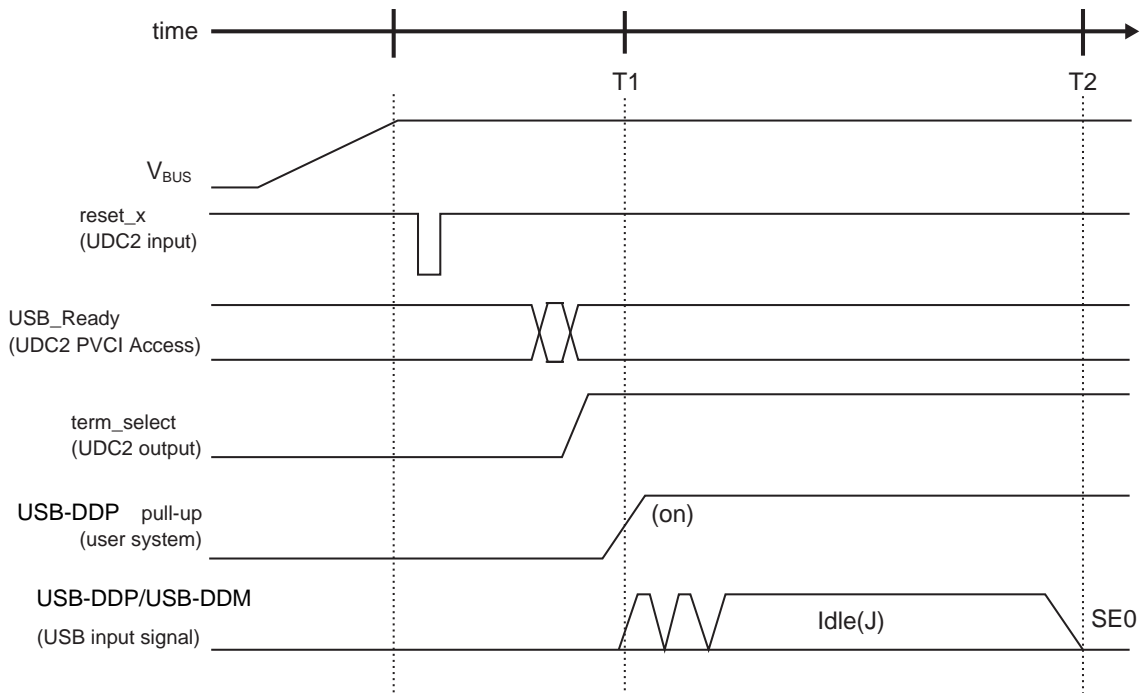 time
T1
T2
VBUS
reset_x
(UDC2 input)
USB_Ready
(UDC2 PVCI Access)
term_select
(UDC2 output)
USB-DDP pull-up
(on)
(user system)
USB-DDP/USB-DDM
Idle(J)
SE0
(USB input signal)